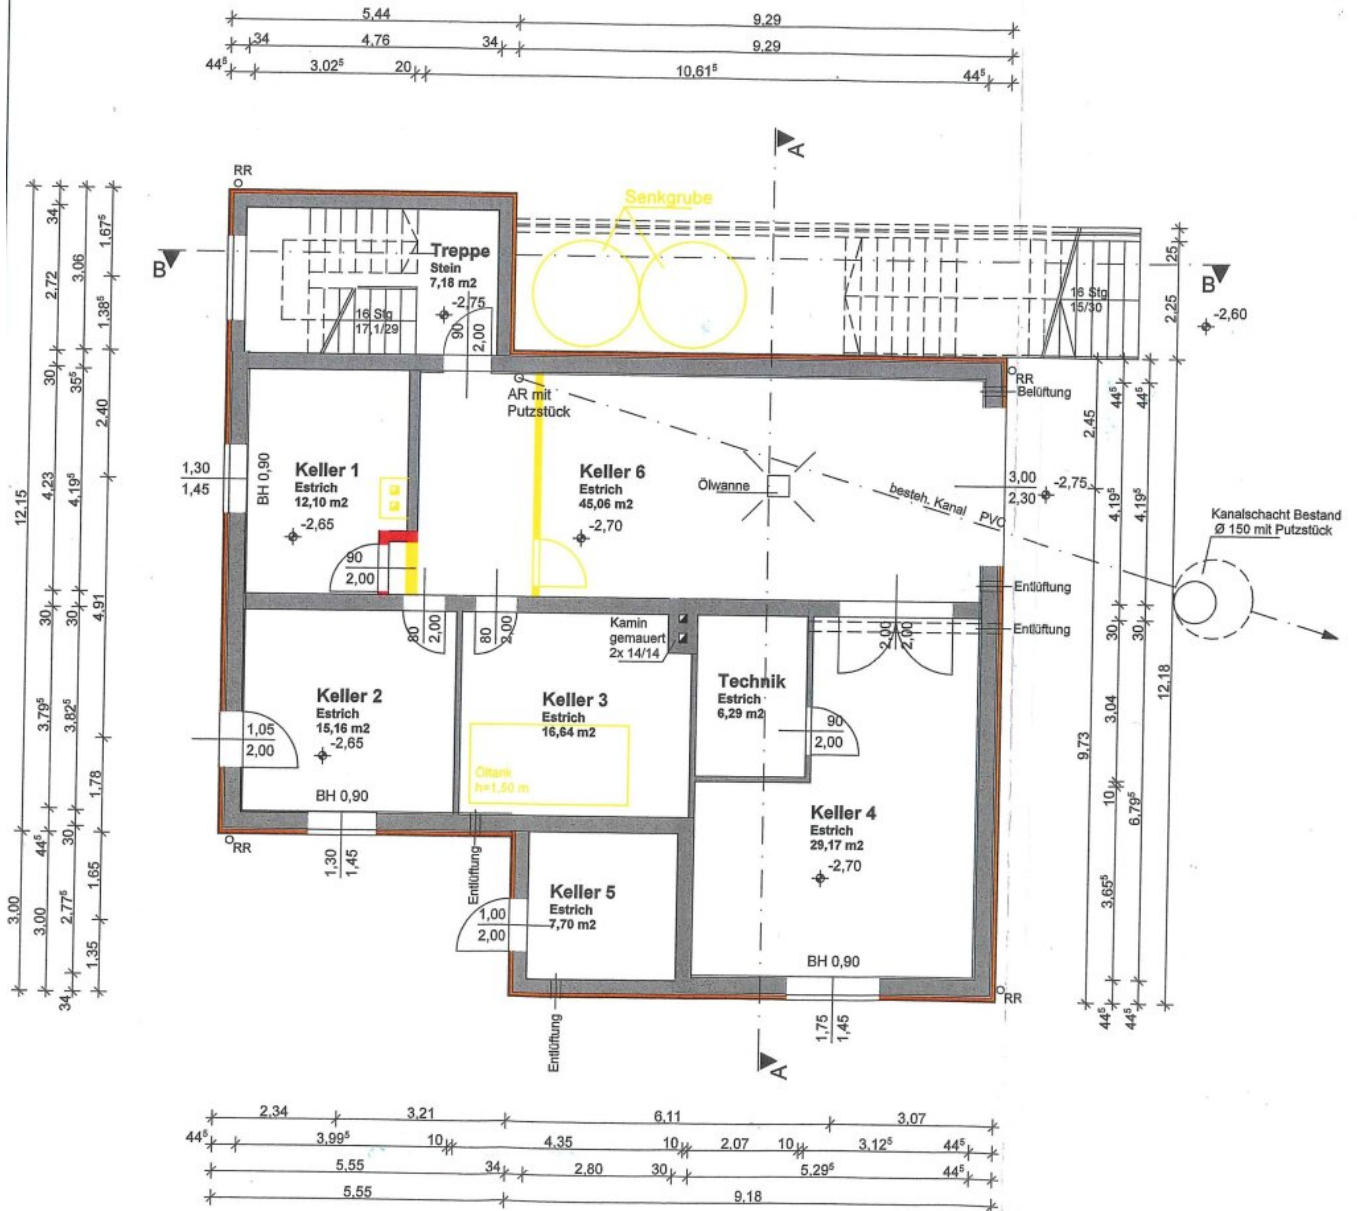 5,44
9,29
34
4,76
34
9,29
44⁵
3,02⁵
20
10,61⁵
44⁵
A
RR
Senkgrube
B
Treppe
Stein
7,18 m2
-2,75
16 Stg
17,1/29
90
2,00
16 Stg
15/30
B
-2,60
25
2,25
34
2,72
3,06
1,67⁵
1,38⁵
30
35⁵
2,40
12,15
4,23
4,19⁵
30
30
4,91
3,79⁵
3,82⁵
1,78
44⁵
30
1,65
3,00
3,00
2,77⁵
1,35
34
AR mit
Putzstück
RR
Belüftung
1,30
1,45
BH 0,90
Keller 1
Estrich
12,10 m2
-2,65
90
2,00
Keller 6
Estrich
45,06 m2
-2,70
Ölwanne
besteh. Kanal PVC
3,00
2,30
-2,75
Kanalschacht Bestand
Ø 150 mit Putzstück
Entlüftung
Entlüftung
80
2,00
80
2,00
Kamin
gemauert
2x 14/14
2,00
2,00
Keller 2
Estrich
15,16 m2
-2,65
1,05
2,00
BH 0,90
Keller 3
Estrich
16,64 m2
Öltank
h=1,50 m
Technik
Estrich
6,29 m2
90
2,00
Keller 4
Estrich
29,17 m2
-2,70
RR
1,30
1,45
Entlüftung
Keller 5
Estrich
7,70 m2
1,00
2,00
BH 0,90
RR
1,75
1,45
Entlüftung
A
2,45
44⁵
44⁵
4,19⁵
4,19⁵
30
30
12,18
3,04
9,73
10
6,79⁵
3,65⁵
44⁵
44⁵
2,34
3,21
6,11
3,07
44⁵
3,99⁵
10
4,35
10
2,07
10
3,12⁵
44⁵
5,55
34
2,80
30
5,29⁵
44⁵
5,55
9,18